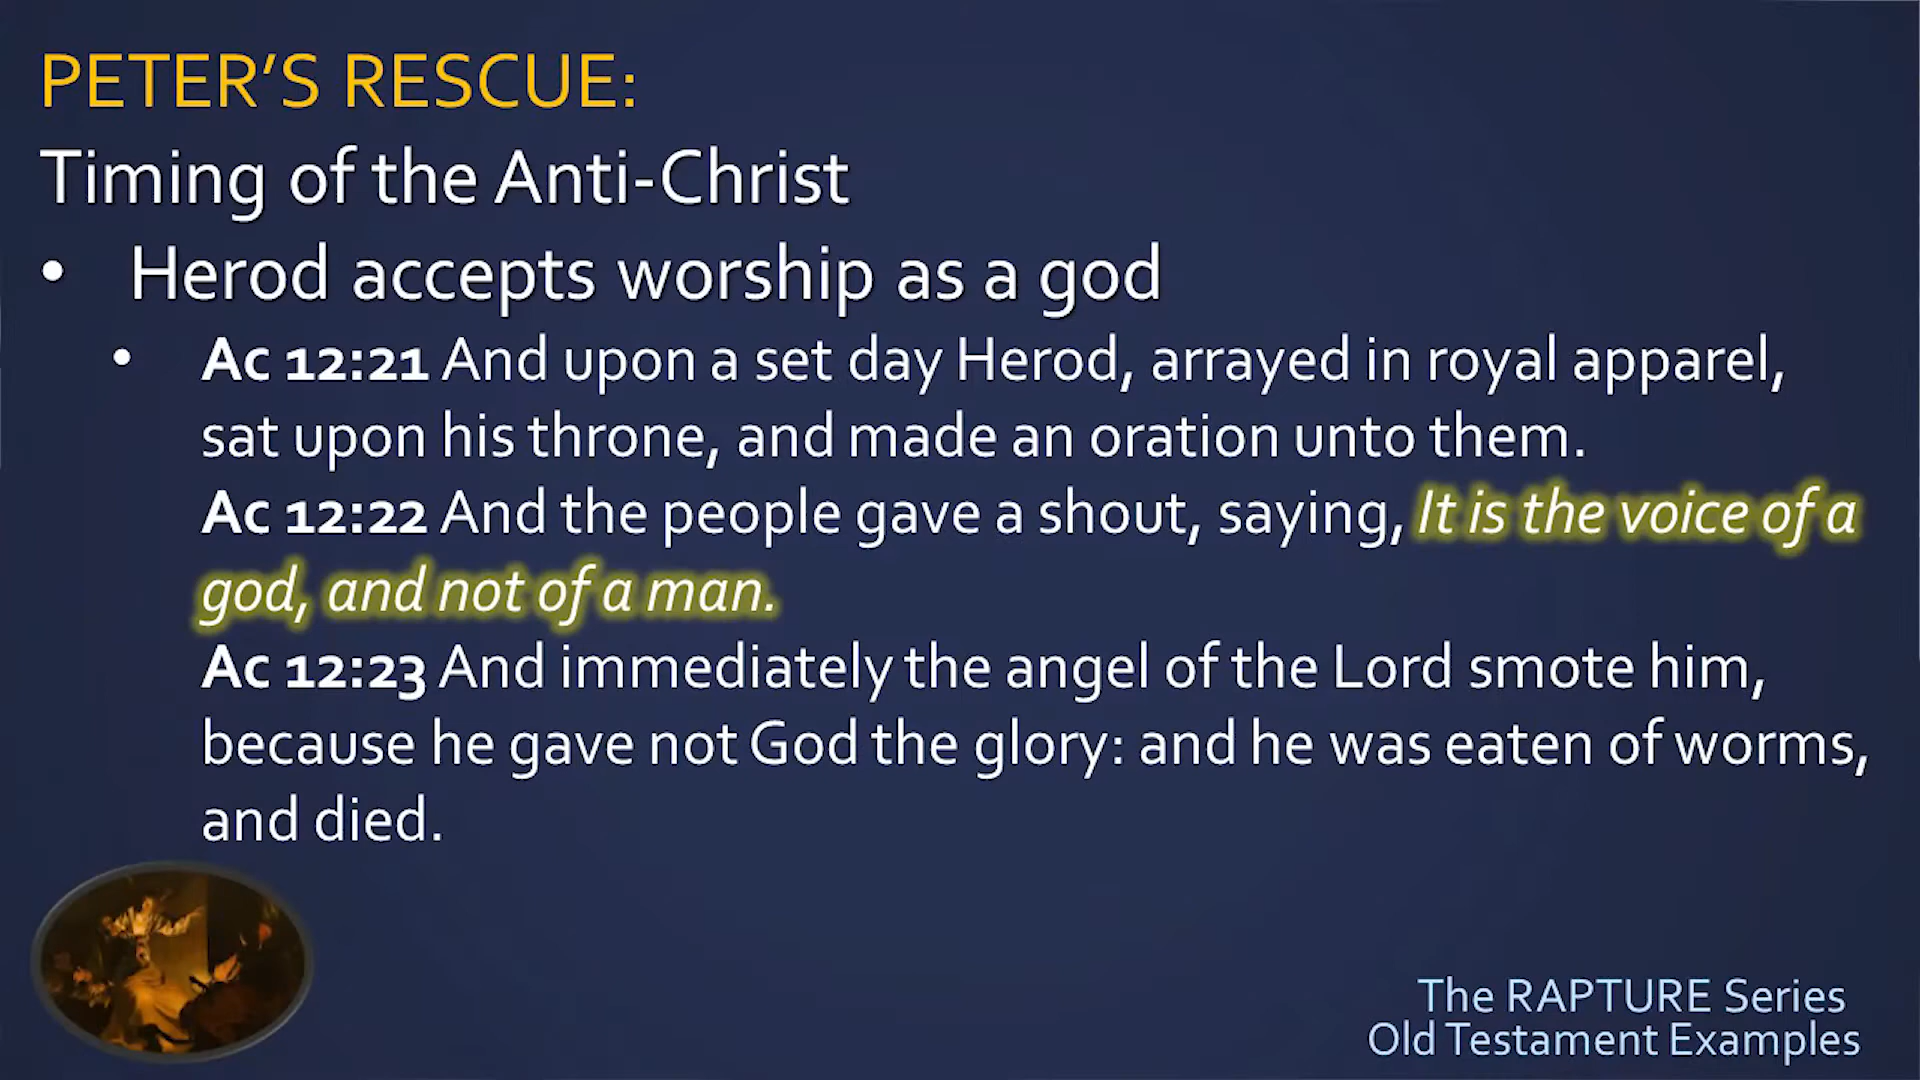 PETER'S RESCUE:
Timing of the Anti-Christ
• Herod accepts worship as a god
• Ac 12:21 And upon a set day Herod, arrayed in royal apparel,
sat upon his throne, and made an oration unto them.
Ac 12:22 And the people gave a shout, saying, It is the voice of a
god, and not of a man.
Ac 12:23 And immediately the angel of the Lord smote him,
because he gave not God the glory: and he was eaten of worms,
and died.
The RAPTURE Series
Old Testament Examples